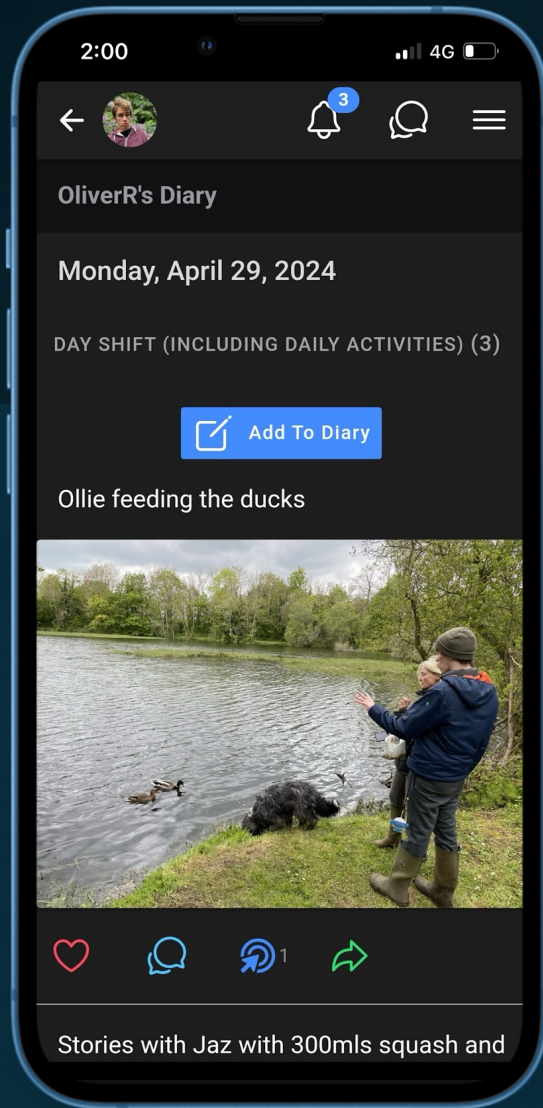 2:00
4G
3
OliverR's Diary
Monday, April 29, 2024
DAY SHIFT (INCLUDING DAILY ACTIVITIES) (3)
Add To Diary
Ollie feeding the ducks
1
Stories with Jaz with 300mls squash and